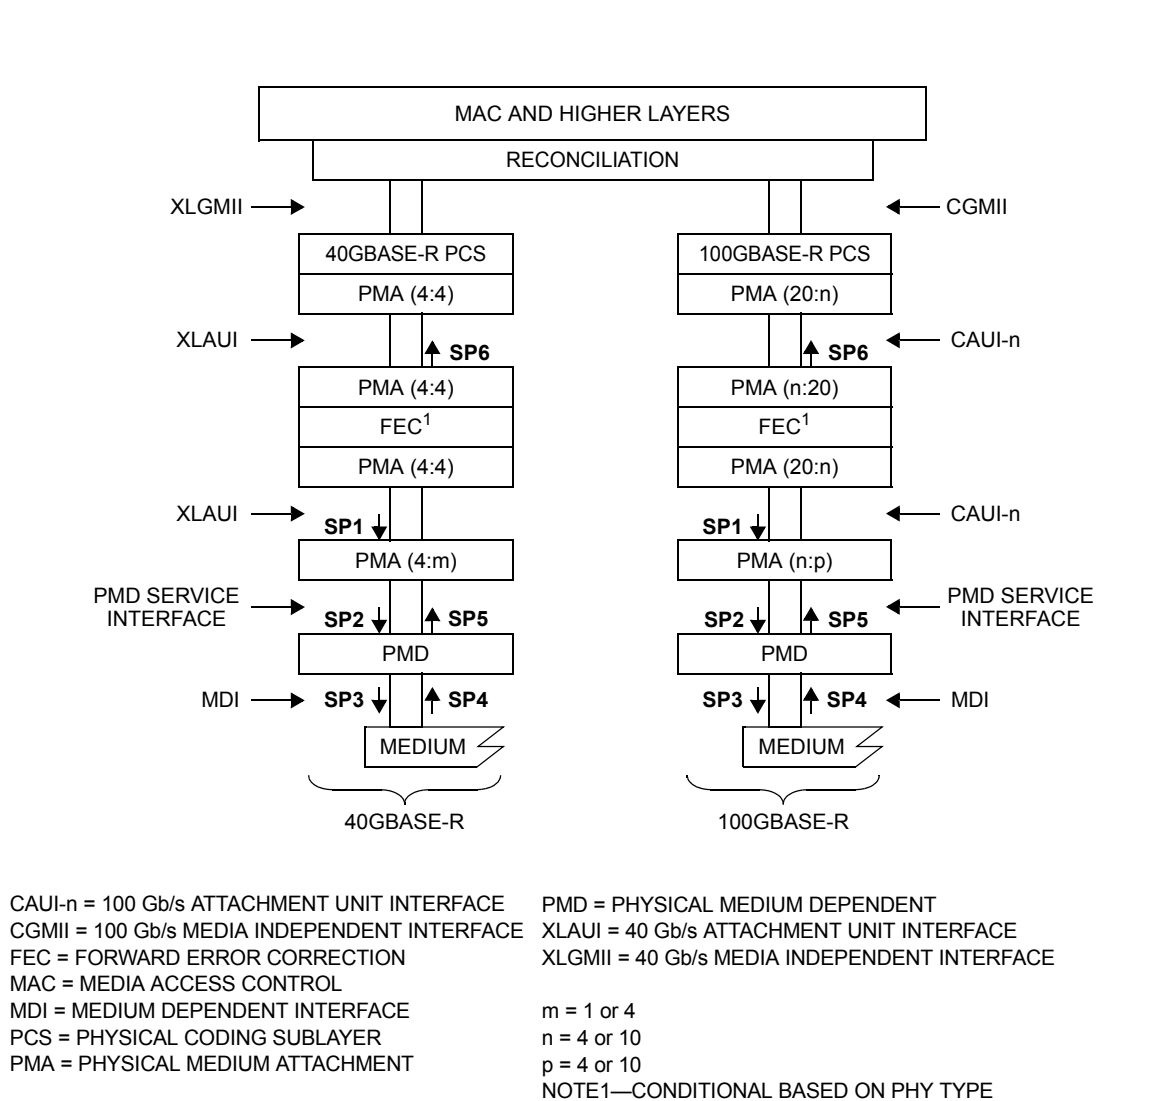 MAC AND HIGHER LAYERS
RECONCILIATION
XLGMII
CGMII
40GBASE-R PCS
100GBASE-R PCS
PMA (4:4)
PMA (20:n)
XLAUI
SP6
SP6
CAUI-n
PMA (4:4)
PMA (n:20)
FEC1
FEC1
PMA (4:4)
PMA (20:n)
XLAUI
SP1
SP1
CAUI-n
PMA (4:m)
PMA (n:p)
PMD SERVICE
INTERFACE
SP2
SP5
SP2
SP5
PMD SERVICE
INTERFACE
PMD
PMD
MDI
SP3
SP4
SP3
SP4
MDI
MEDIUM
MEDIUM
40GBASE-R
100GBASE-R
CAUI-n = 100 Gb/s ATTACHMENT UNIT INTERFACE
CGMII = 100 Gb/s MEDIA INDEPENDENT INTERFACE
FEC = FORWARD ERROR CORRECTION
MAC = MEDIA ACCESS CONTROL
MDI = MEDIUM DEPENDENT INTERFACE
PCS = PHYSICAL CODING SUBLAYER
PMA = PHYSICAL MEDIUM ATTACHMENT
PMD = PHYSICAL MEDIUM DEPENDENT
XLAUI = 40 Gb/s ATTACHMENT UNIT INTERFACE
XLGMII = 40 Gb/s MEDIA INDEPENDENT INTERFACE
m = 1 or 4
n = 4 or 10
p = 4 or 10
NOTE1—CONDITIONAL BASED ON PHY TYPE